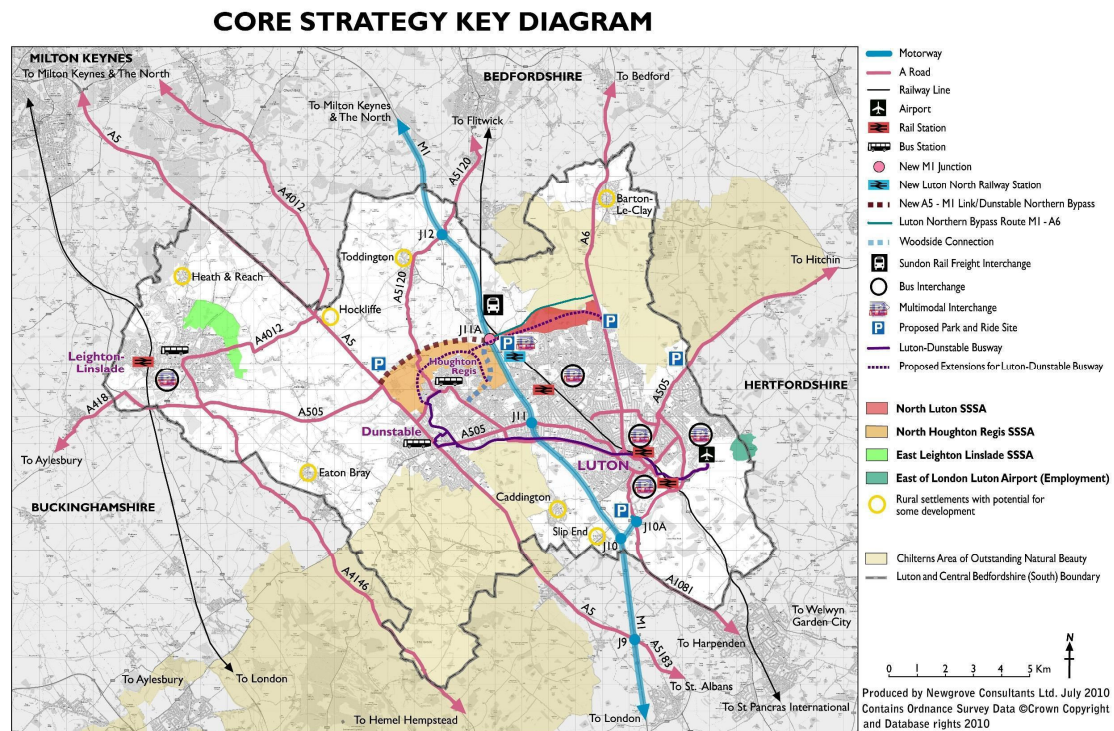 CORE STRATEGY KEY DIAGRAM
MILTON KEYNES
To Milton Keynes & The North
BEDFORDSHIRE
To Bedford
To Milton Keynes
& The North
To Flitwick
M1
A5
A5120
A4012
Barton-
Le-Clay
J12
A6
Toddington
To Hitchin
Heath & Reach
A5120
Hockliffe
J11A
A4012
A5
Leighton-
Linslade
Houghton
Regis
HERTFORDSHIRE
A505
A418
A505
J11
Dunstable
A505
To Aylesbury
LUTON
Eaton Bray
BUCKINGHAMSHIRE
Caddington
Slip End
J10A
J10
A4146
A1081
A5
To Welwyn
Garden City
M1
J9
To Harpenden
A5183
To Aylesbury
To London
To St. Albans
To Hemel Hempstead
To London
To St Pancras International
Motorway
A Road
Railway Line
Airport
Rail Station
Bus Station
New M1 Junction
New Luton North Railway Station
New A5 - M1 Link/Dunstable Northern Bypass
Luton Northern Bypass Route M1 - A6
Woodside Connection
Sundon Rail Freight Interchange
Bus Interchange
Multimodal Interchange
P Proposed Park and Ride Site
Luton-Dunstable Busway
Proposed Extensions for Luton-Dunstable Busway
North Luton SSSA
North Houghton Regis SSSA
East Leighton Linslade SSSA
East of London Luton Airport (Employment)
Rural settlements with potential for
some development
Chilterns Area of Outstanding Natural Beauty
Luton and Central Bedfordshire (South) Boundary
N
0 1 2 3 4 5 Km
Produced by Newgrove Consultants Ltd. July 2010
Contains Ordnance Survey Data ©Crown Copyright
and Database rights 2010